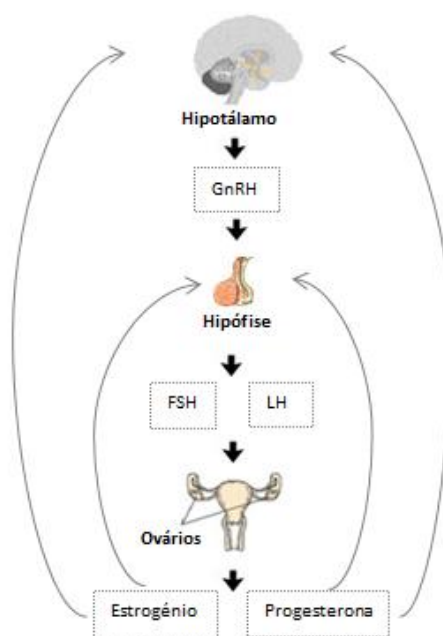 Hipotálamo
GnRH
Hipófise
FSH LH
Ovários
Estrogénio Progesterona